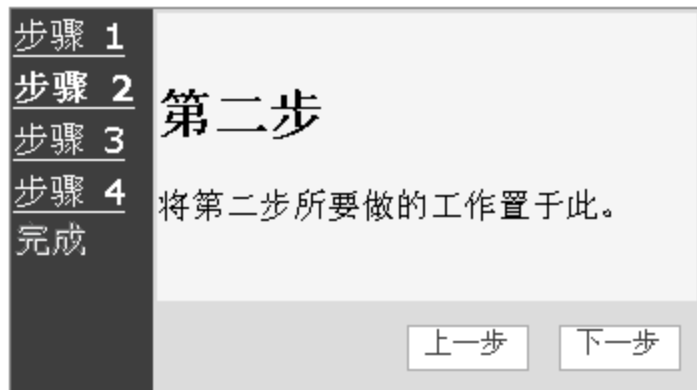 步骤 1
步骤 2
步骤 3
步骤 4
完成
第二步
将第二步所要做的工作置于此。
上一步
下一步